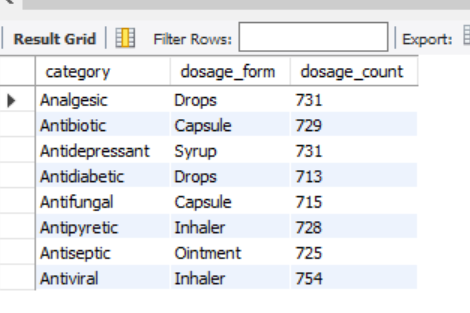 Result Grid Filter Rows: Export:
category dosage_form dosage_count
Analgesic Drops 731
Antibiotic Capsule 729
Antidepressant Syrup 731
Antidiabetic Drops 713
Antifungal Capsule 715
Antipyretic Inhaler 728
Antiseptic Ointment 725
Antiviral Inhaler 754